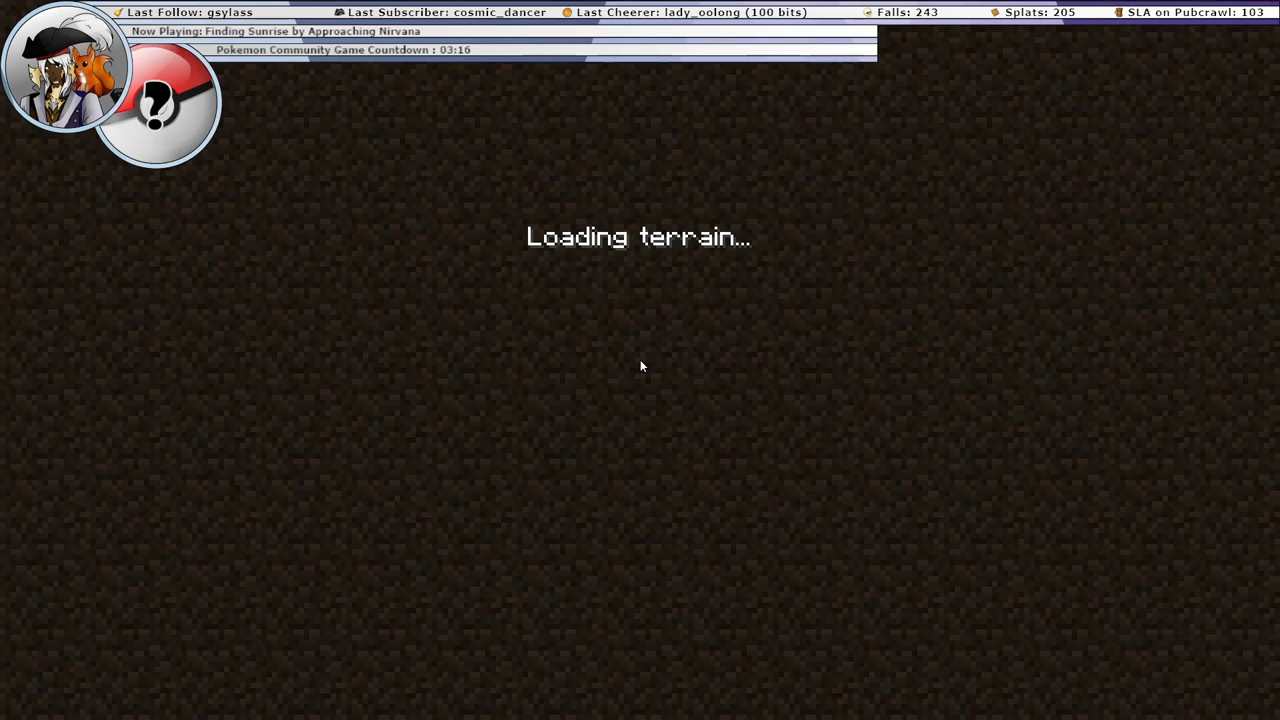 Last Follow: gsylass Last Subscriber: cosmic_dancer Last Cheerer: lady_oolong (100 bits) Falls: 243 Splats: 205 SLA on Pubcrawl: 103
Now Playing: Finding Sunrise by Approaching Nirvana
Pokemon Community Game Countdown : 03:16
?
Loading terrain...